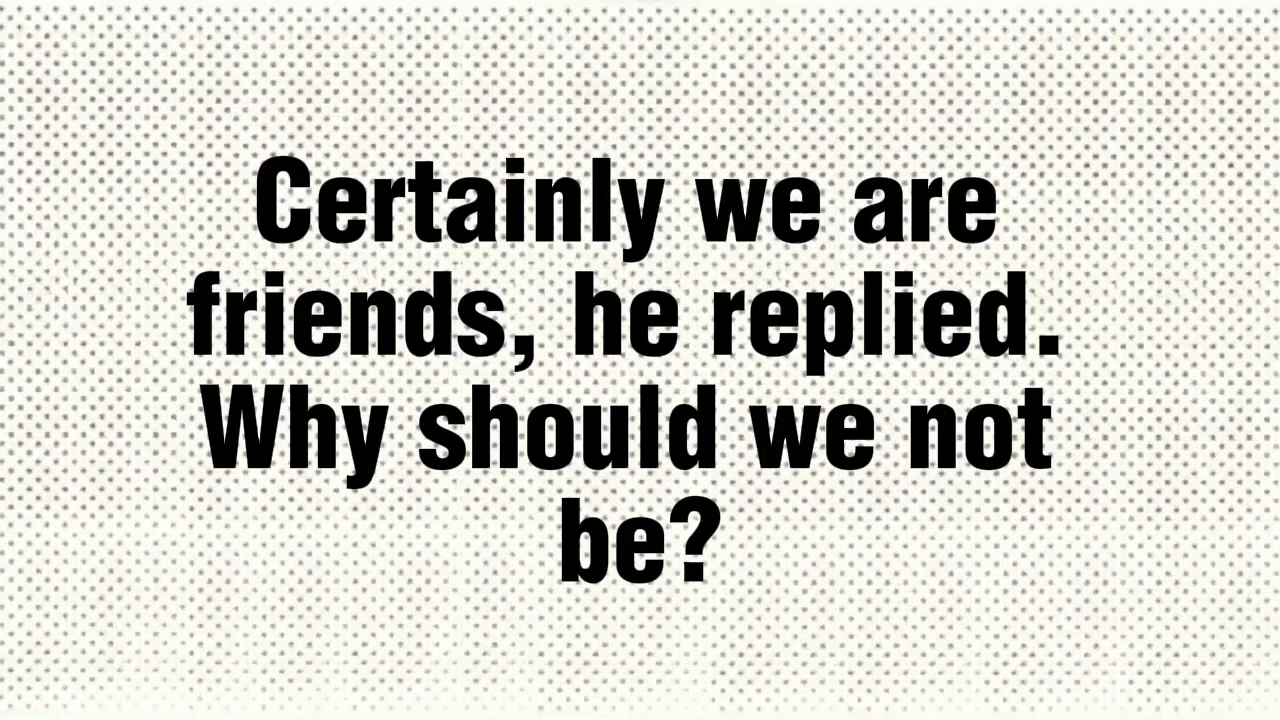 Certainly we are
friends, he replied.
Why should we not
be?